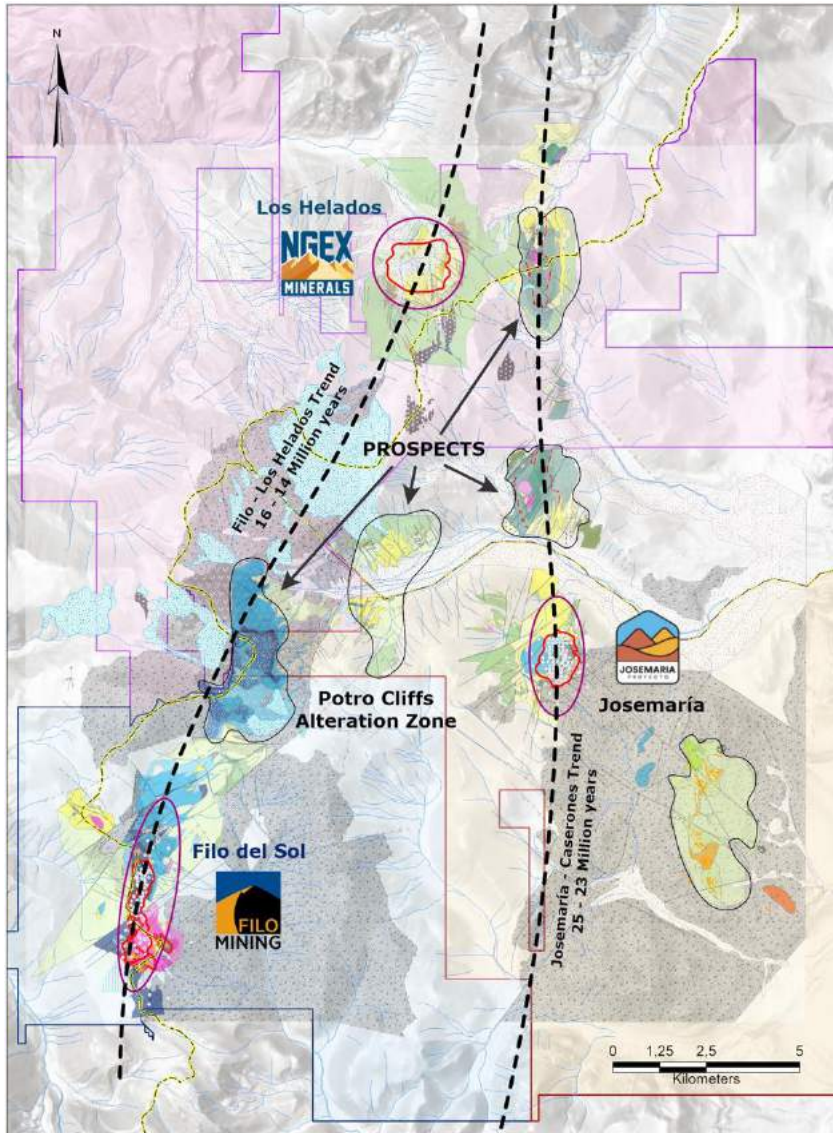 N
Los Helados
NGEX
MINERALS
Filo - Los Helados Trend
16 - 14 Million years
PROSPECTS
JOSEMARIA
PROYECTO
Josemaría
Potro Cliffs
Alteration Zone
Josemaría - Caserones Trend
25 - 23 Million years
Filo del Sol
FILO
MINING
0 1.25 2.5 5
Kilometers